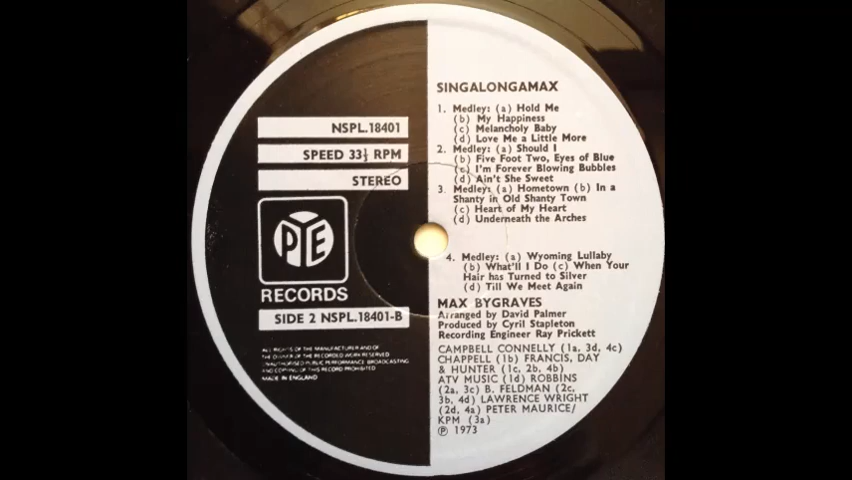 NSPL.18401
SPEED 33⅓ RPM
STEREO
PYE
RECORDS
SIDE 2 NSPL.18401-B
ALL RIGHTS OF THE MANUFACTURER AND OF
THE OWNER OF THE RECORDED WORK RESERVED
UNAUTHORISED PUBLIC PERFORMANCE BROADCASTING
AND COPYING OF THIS RECORD PROHIBITED
MADE IN ENGLAND
SINGALONGAMAX
1. Medley: (a) Hold Me
(b) My Happiness
(c) Melancholy Baby
(d) Love Me a Little More
2. Medley: (a) Should I
(b) Five Foot Two, Eyes of Blue
(c) I'm Forever Blowing Bubbles
(d) Ain't She Sweet
3. Medley: (a) Hometown (b) In a
Shanty in Old Shanty Town
(c) Heart of My Heart
(d) Underneath the Arches
4. Medley: (a) Wyoming Lullaby
(b) What'll I Do (c) When Your
Hair has Turned to Silver
(d) Till We Meet Again
MAX BYGRAVES
Arranged by David Palmer
Produced by Cyril Stapleton
Recording Engineer Ray Prickett
CAMPBELL CONNELLY (1a, 3d, 4c)
CHAPPELL (1b) FRANCIS, DAY
& HUNTER (1c, 2b, 4b)
ATV MUSIC (1d) ROBBINS
(2a, 3c) B. FELDMAN (2c,
3b, 4d) LAWRENCE WRIGHT
(2d, 4a) PETER MAURICE/
KPM (3a)
℗ 1973